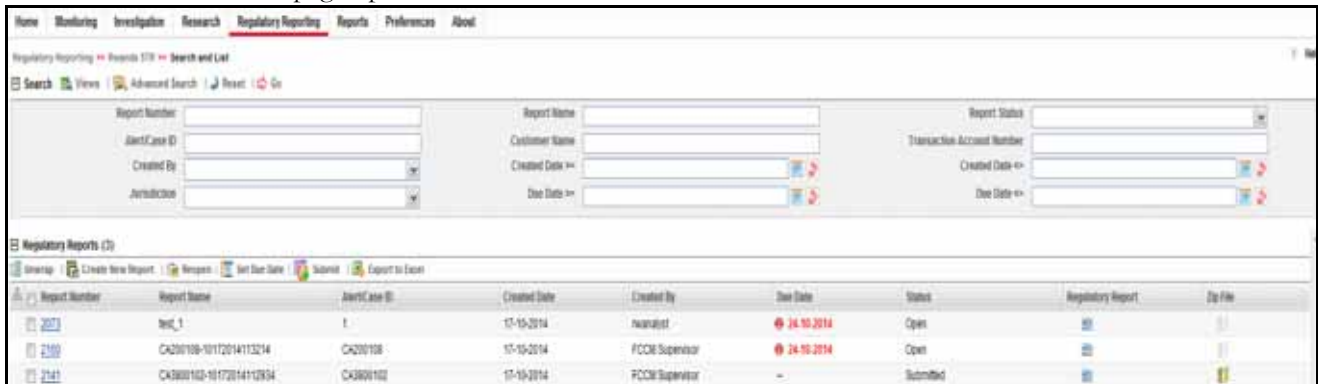 Home Monitoring Investigation Research Regulatory Reporting Reports Preferences About
Regulatory Reporting >> Rwanda STR >> Search and List
Search Views Advanced Search Reset Go
Report Number Report Name Report Status
Alert/Case ID Customer Name Transaction Account Number
Created By Created Date >= Created Date <=
Jurisdiction Due Date >= Due Date <=
Regulatory Reports (3)
Unwrap Create New Report Reopen Set Due Date Submit Export to Excel
Report Number Report Name Alert/Case ID Created Date Created By Due Date Status Regulatory Report Zip File
2073 test_1 1 17-10-2014 rwanalyst 24.10.2014 Open
2169 CA200108-10172014113214 CA200108 17-10-2014 FCCM Supervisor 24.10.2014 Open
2141 CA3800102-10172014112934 CA3800102 17-10-2014 FCCM Supervisor - Submitted